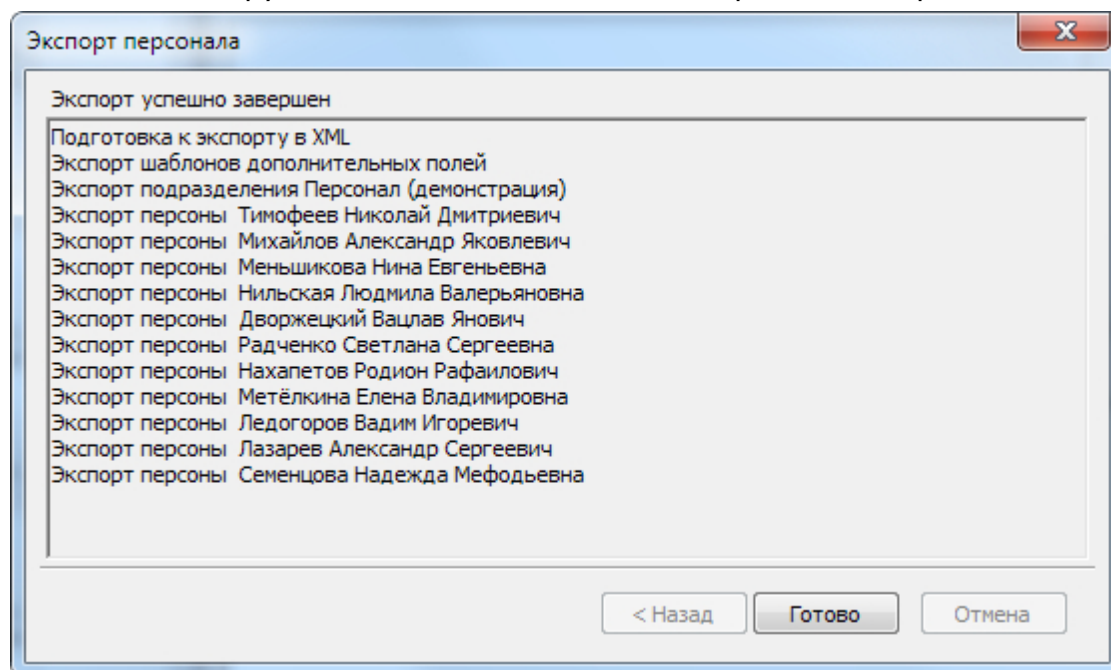 Экспорт персонала
Экспорт успешно завершен
Подготовка к экспорту в XML
Экспорт шаблонов дополнительных полей
Экспорт подразделения Персонал (демонстрация)
Экспорт персоны Тимофеев Николай Дмитриевич
Экспорт персоны Михайлов Александр Яковлевич
Экспорт персоны Меньшикова Нина Евгеньевна
Экспорт персоны Нильская Людмила Валерьяновна
Экспорт персоны Дворжецкий Вацлав Янович
Экспорт персоны Радченко Светлана Сергеевна
Экспорт персоны Нахапетов Родион Рафаилович
Экспорт персоны Метёлкина Елена Владимировна
Экспорт персоны Ледогоров Вадим Игоревич
Экспорт персоны Лазарев Александр Сергеевич
Экспорт персоны Семенцова Надежда Мефодьевна
< Назад Готово Отмена